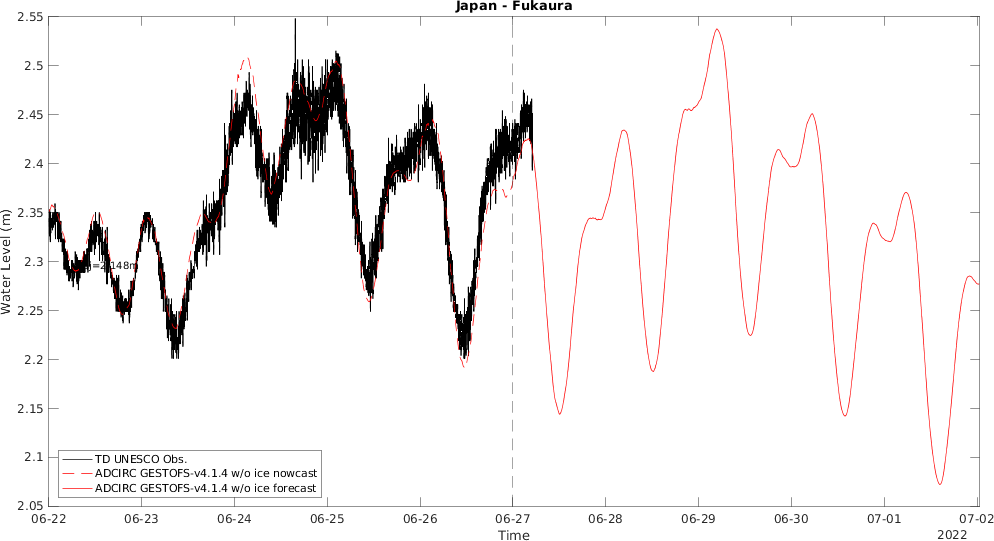 Japan - Fukaura
2.55
2.5
2.45
2.4
2.35
2.3
2.25
2.2
2.15
2.1
2.05
Water Level (m)
=2.148m
TD UNESCO Obs.
ADCIRC GESTOFS-v4.1.4 w/o ice nowcast
ADCIRC GESTOFS-v4.1.4 w/o ice forecast
06-22 06-23 06-24 06-25 06-26 06-27 06-28 06-29 06-30 07-01 07-02
Time
2022